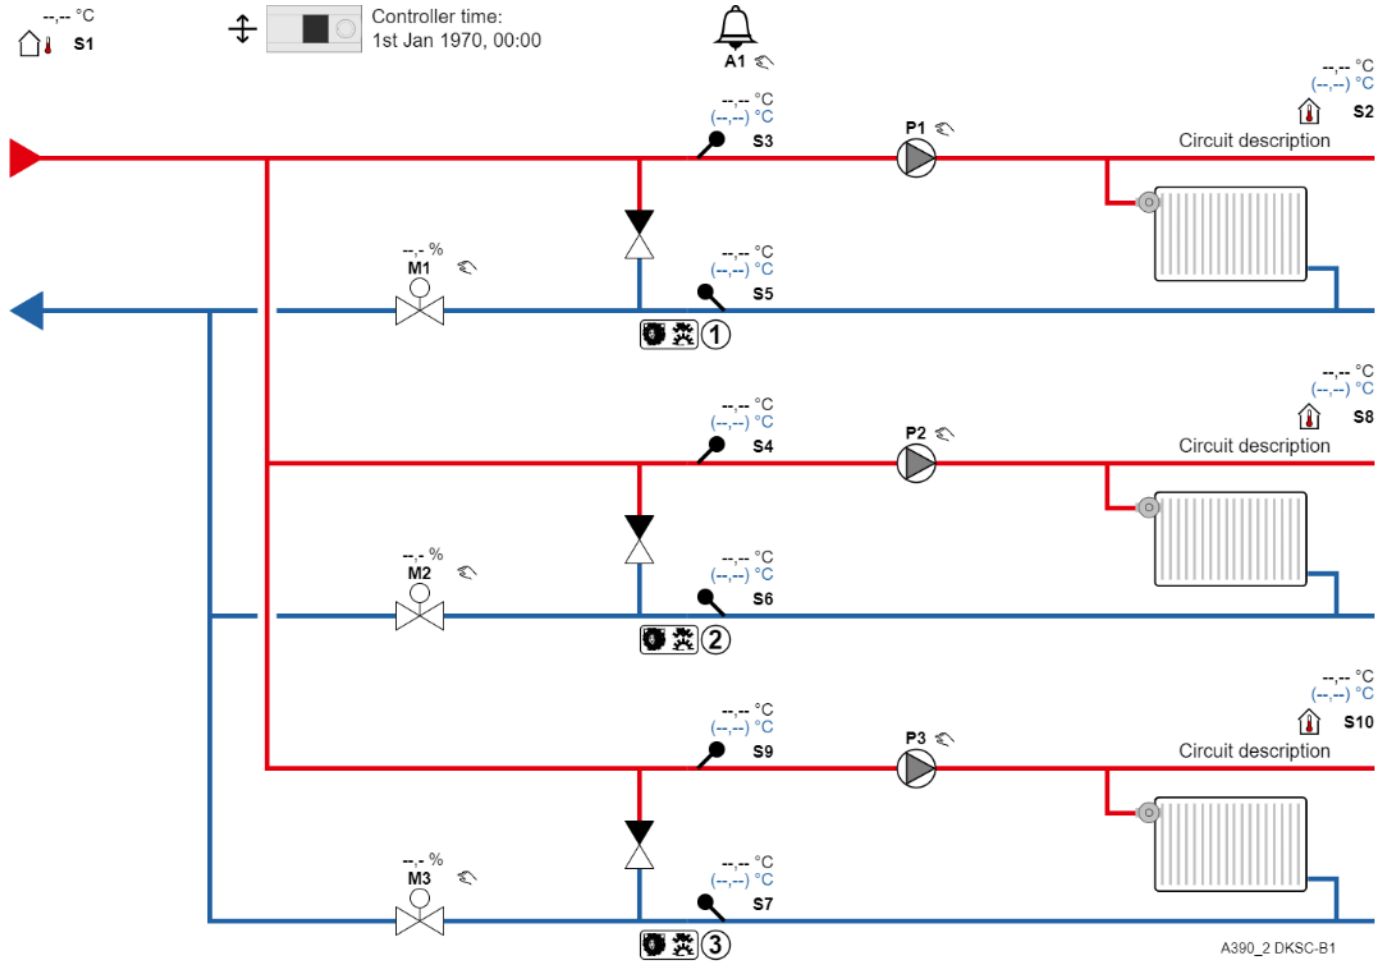 --,-- °C
S1
Controller time:
1st Jan 1970, 00:00
A1
--,-- °C
(--,--) °C
S2
Circuit description
--,-- °C
(--,--) °C
S3
P1
--,- %
M1
--,-- °C
(--,--) °C
S5
1
--,-- °C
(--,--) °C
S8
Circuit description
--,-- °C
(--,--) °C
S4
P2
--,- %
M2
--,-- °C
(--,--) °C
S6
2
--,-- °C
(--,--) °C
S10
Circuit description
--,-- °C
(--,--) °C
S9
P3
--,- %
M3
--,-- °C
(--,--) °C
S7
3
A390_2 DKSC-B1